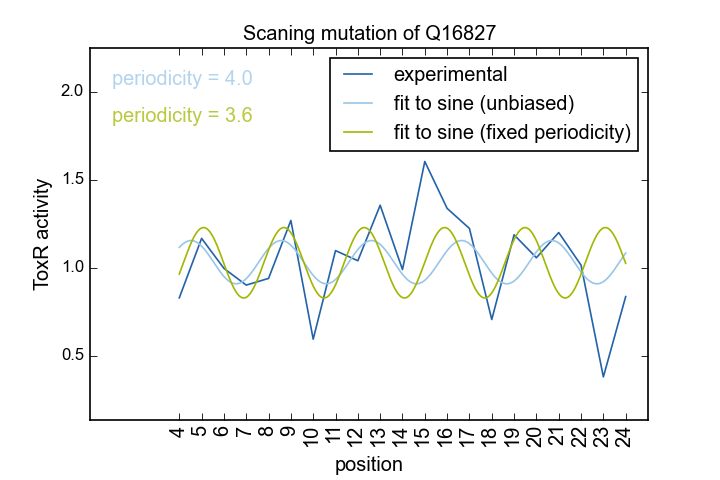 Scaning mutation of Q16827
periodicity = 4.0
periodicity = 3.6
experimental
fit to sine (unbiased)
fit to sine (fixed periodicity)
2.0
1.5
1.0
0.5
ToxR activity
4 5 6 7 8 9 10 11 12 13 14 15 16 17 18 19 20 21 22 23 24
position